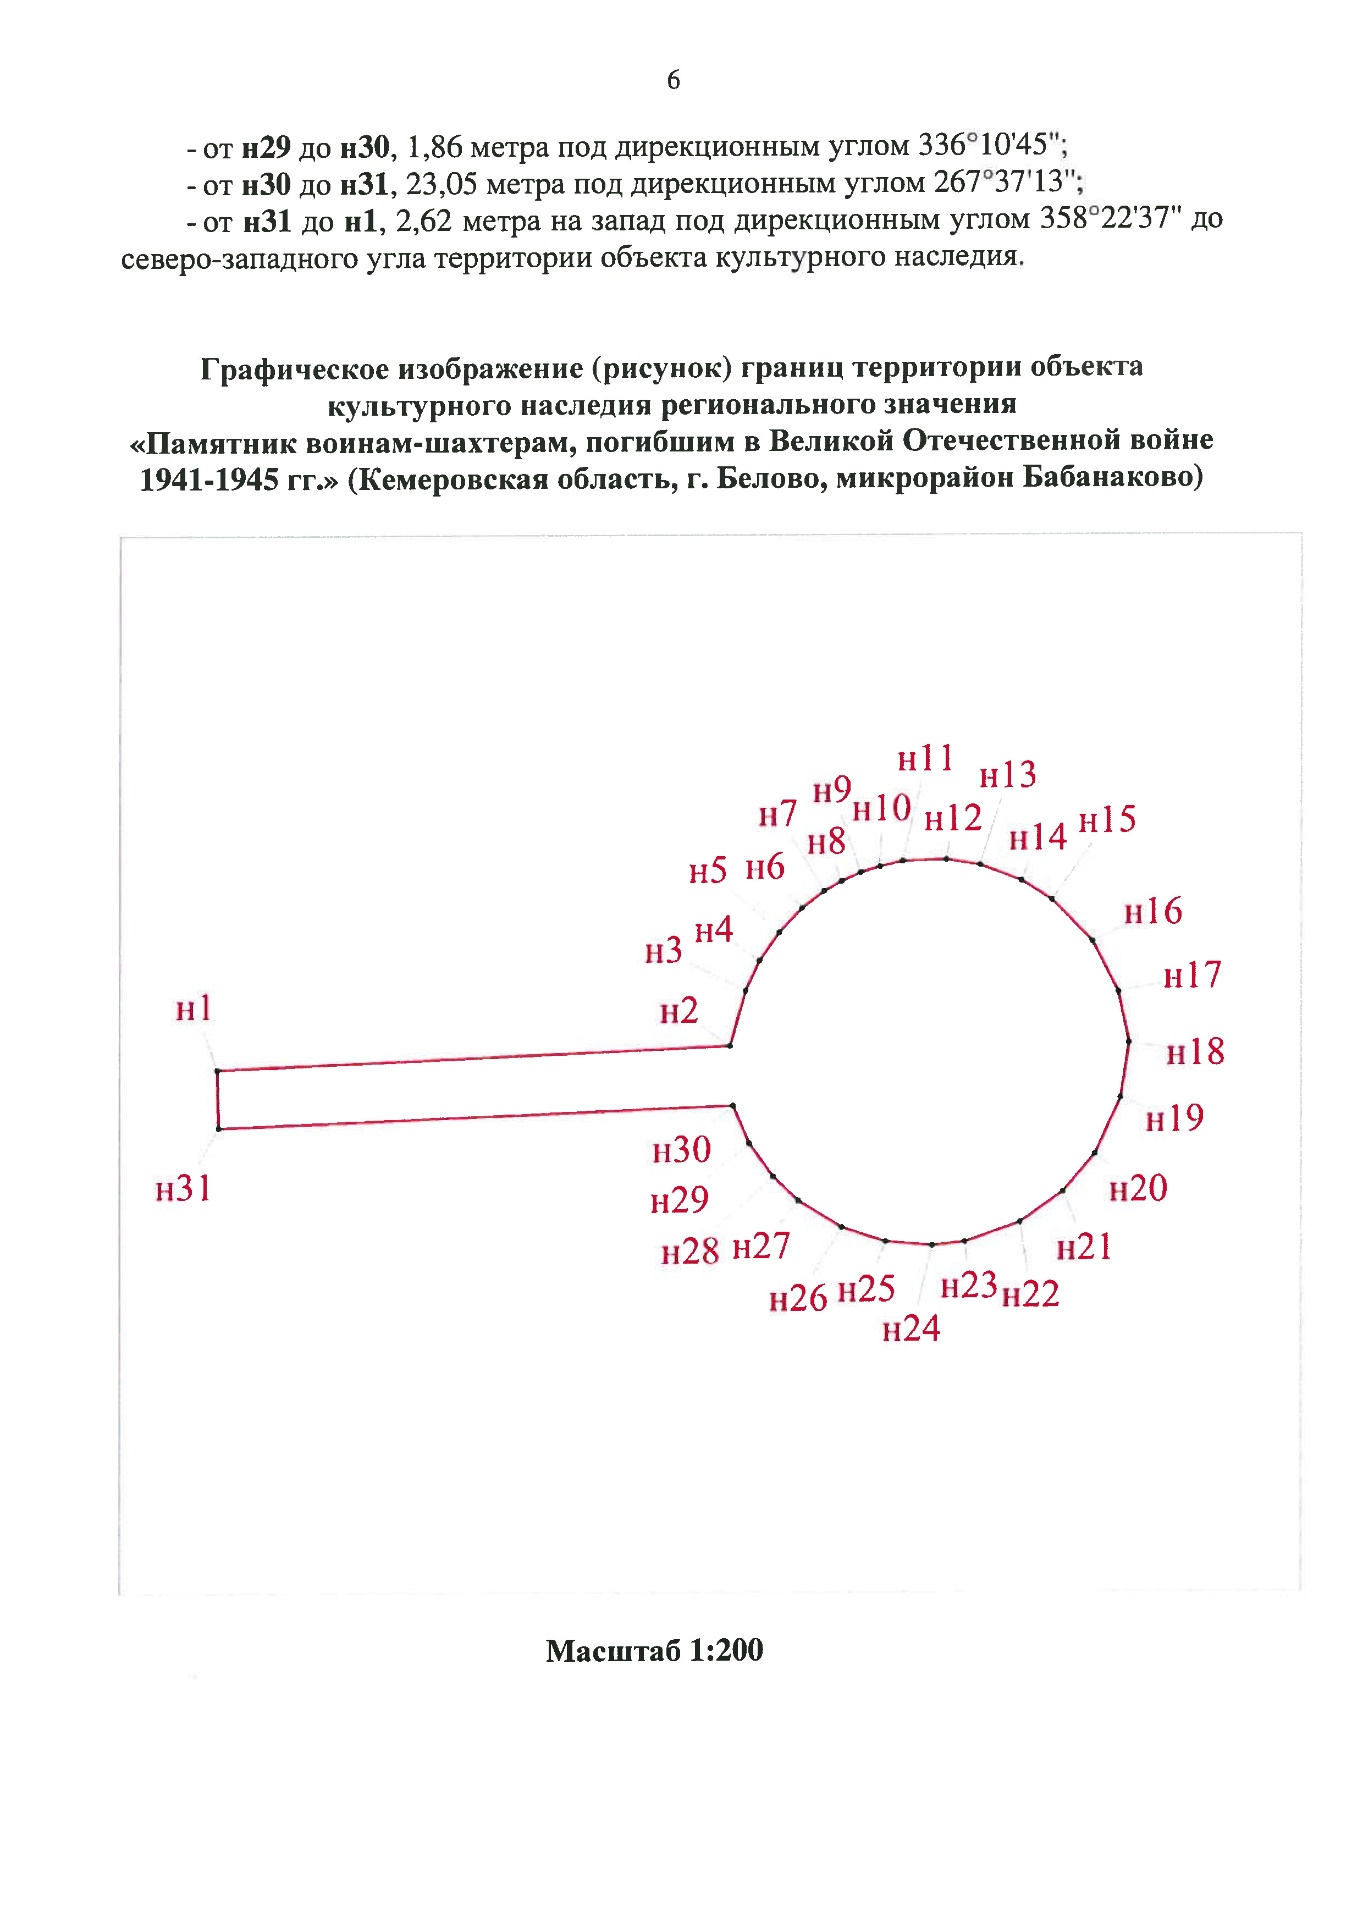 6
- от н29 до н30, 1,86 метра под дирекционным углом 336°10'45";
- от н30 до н31, 23,05 метра под дирекционным углом 267°37'13";
- от н31 до н1, 2,62 метра на запад под дирекционным углом 358°22'37" до
северо-западного угла территории объекта культурного наследия.
Графическое изображение (рисунок) границ территории объекта
культурного наследия регионального значения
«Памятник воинам-шахтерам, погибшим в Великой Отечественной войне
1941-1945 гг.» (Кемеровская область, г. Белово, микрорайон Бабанаково)
н1
н2
н3
н4
н5
н6
н7
н8
н9
н10
н11
н12
н13
н14
н15
н16
н17
н18
н19
н20
н21
н22
н23
н24
н25
н26
н27
н28
н29
н30
н31
Масштаб 1:200